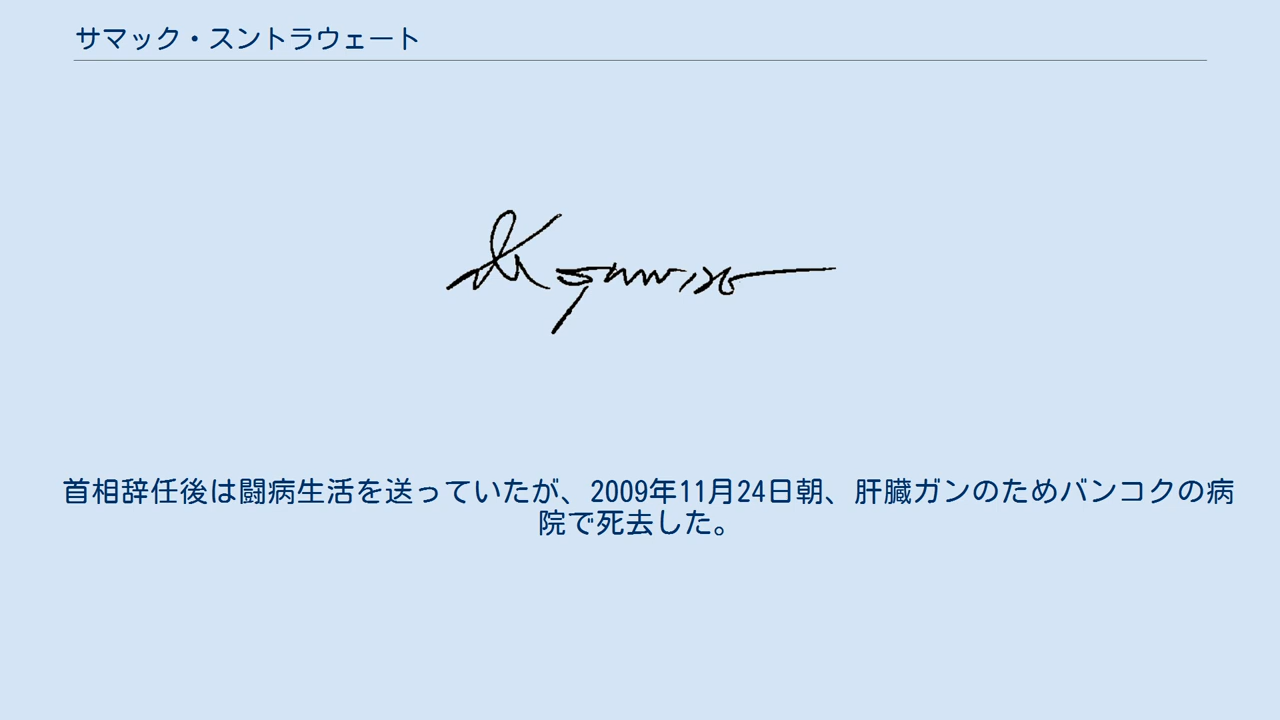 サマック・スントラウェート
首相辞任後は闘病生活を送っていたが、2009年11月24日朝、肝臓ガンのためバンコクの病
院で死去した。